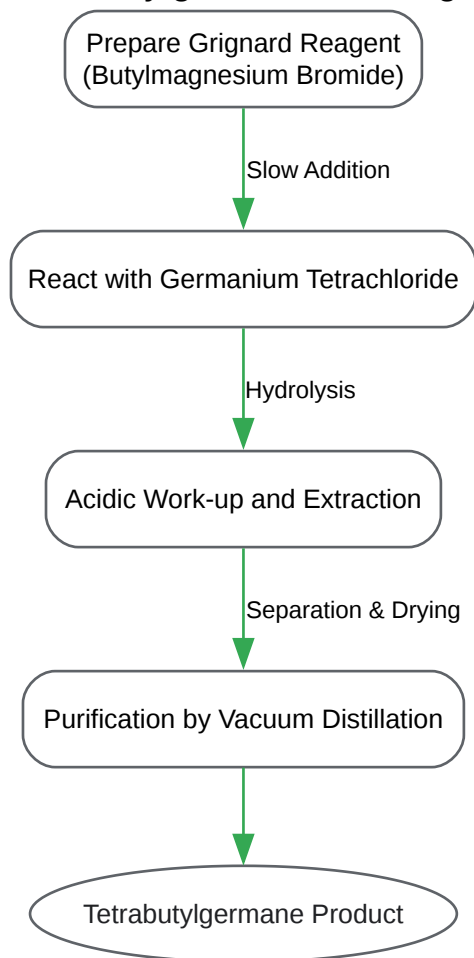 Prepare Grignard Reagent
(Butylmagnesium Bromide)
Slow Addition
React with Germanium Tetrachloride
Hydrolysis
Acidic Work-up and Extraction
Separation & Drying
Purification by Vacuum Distillation
Tetrabutylgermane Product